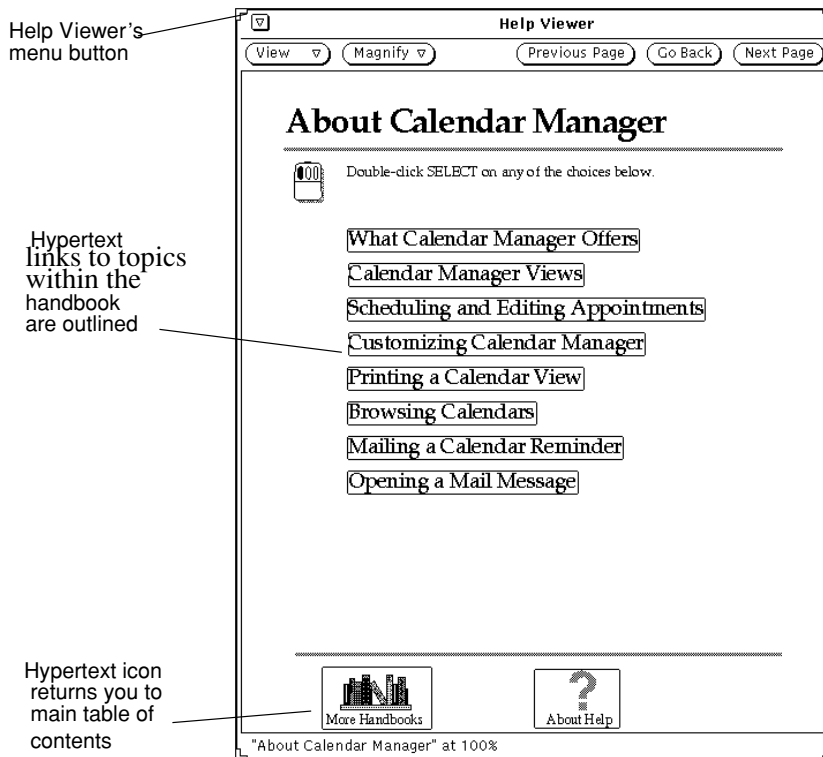 Help Viewer's
menu button
Help Viewer
View Magnify Previous Page Go Back Next Page
About Calendar Manager
Double-click SELECT on any of the choices below.
Hypertext
links to topics
within the
handbook
are outlined
What Calendar Manager Offers
Calendar Manager Views
Scheduling and Editing Appointments
Customizing Calendar Manager
Printing a Calendar View
Browsing Calendars
Mailing a Calendar Reminder
Opening a Mail Message
Hypertext icon
returns you to
main table of
contents
More Handbooks
About Help
"About Calendar Manager" at 100%